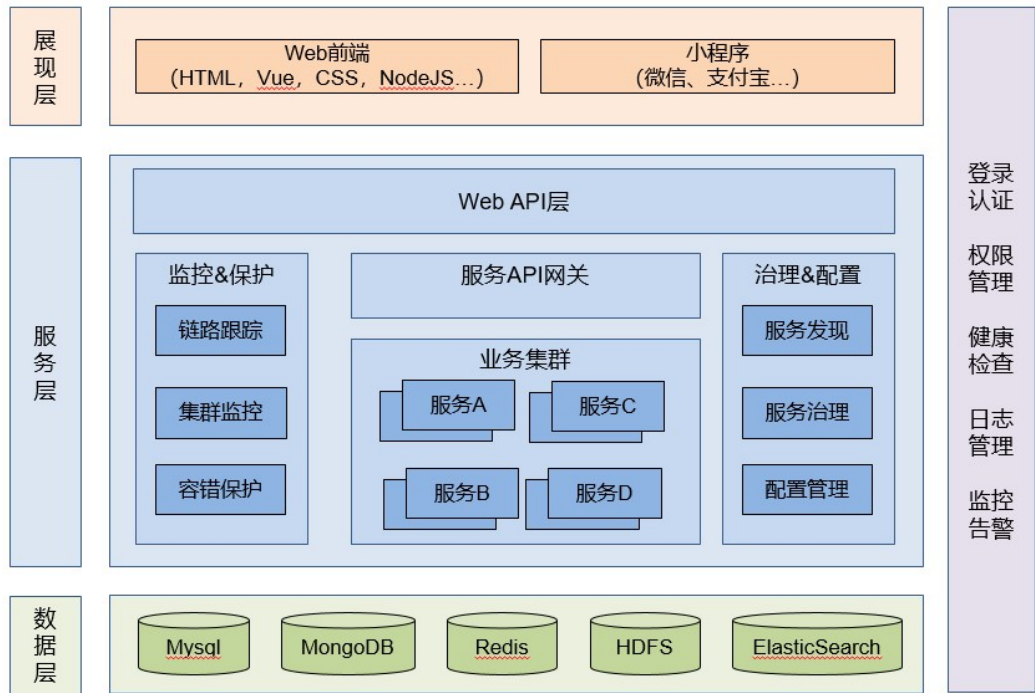 展
现
层
Web前端
（HTML，Vue，CSS，NodeJS…）
小程序
（微信、支付宝…）
服
务
层
Web API层
监控&保护
链路跟踪
集群监控
容错保护
服务API网关
业务集群
服务A
服务C
服务B
服务D
治理&配置
服务发现
服务治理
配置管理
数
据
层
Mysql
MongoDB
Redis
HDFS
ElasticSearch
登录
认证
权限
管理
健康
检查
日志
管理
监控
告警